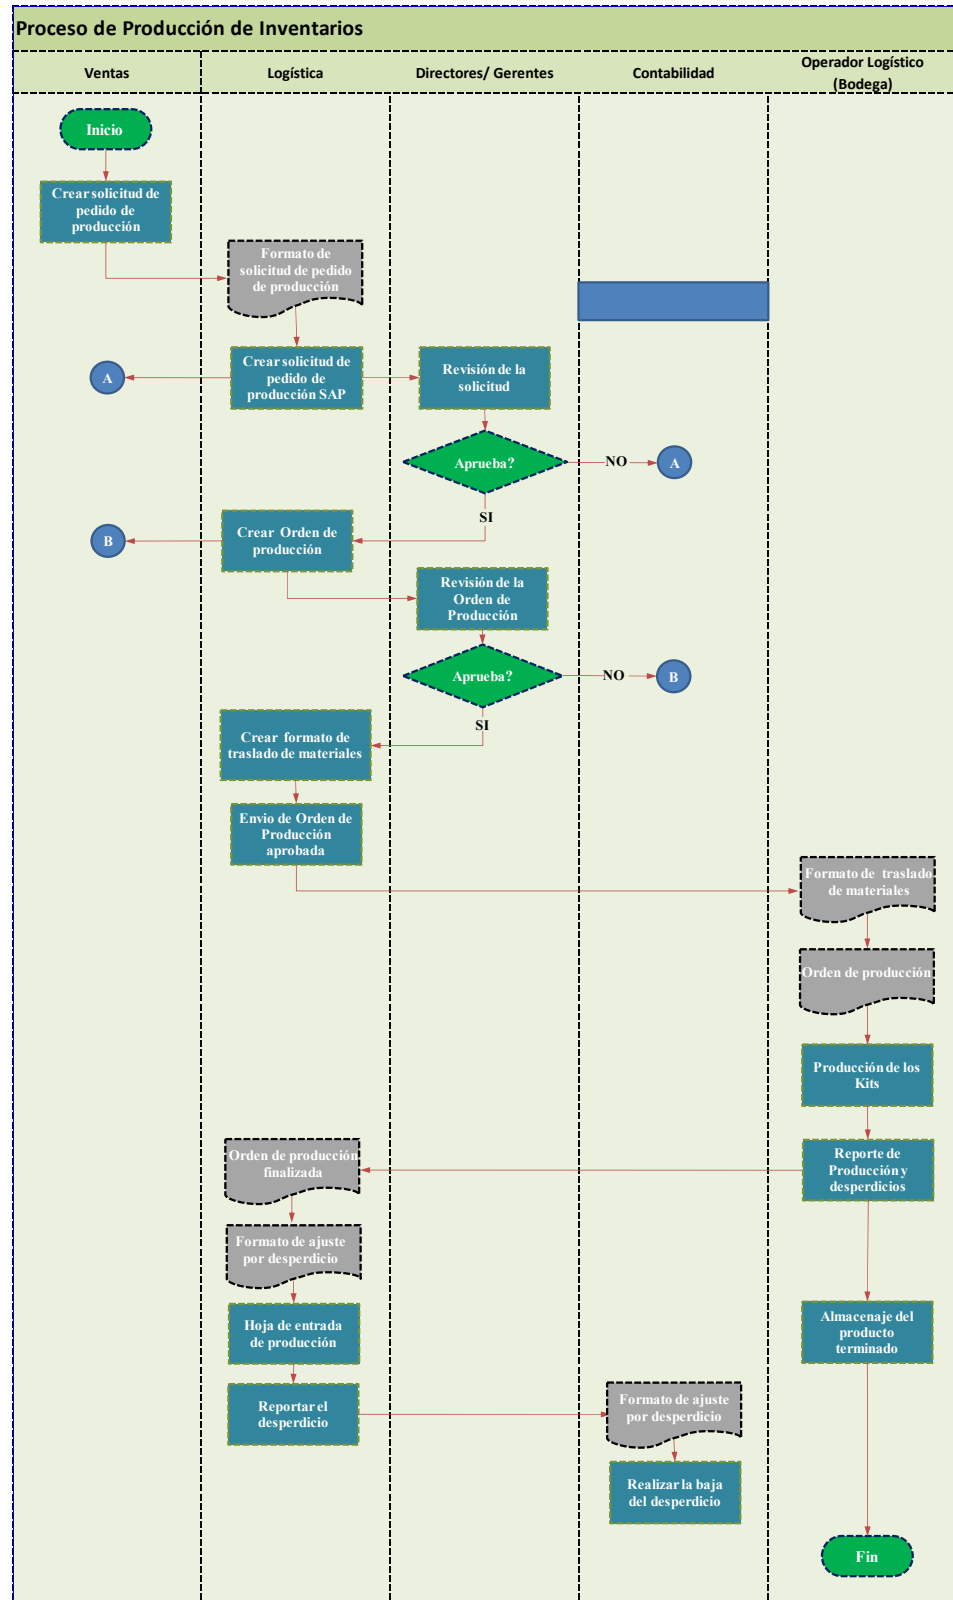 Proceso de Producción de Inventarios
Ventas
Logística
Directores/ Gerentes
Contabilidad
Operador Logístico
(Bodega)
Inicio
Crear solicitud de
pedido de
producción
Formato de
solicitud de pedido
de producción
A
Crear solicitud de
pedido de
producción SAP
Revisión de la
solicitud
Aprueba?
NO
A
SI
B
Crear Orden de
producción
Revisión de la
Orden de
Producción
Aprueba?
NO
B
SI
Crear formato de
traslado de materiales
Envio de Orden de
Producción
aprobada
Formato de traslado
de materiales
Orden de producción
Producción de los
Kits
Orden de producción
finalizada
Reporte de
Producción y
desperdicios
Formato de ajuste
por desperdicio
Hoja de entrada
de producción
Almacenaje del
producto
terminado
Reportar el
desperdicio
Formato de ajuste
por desperdicio
Realizar la baja
del desperdicio
Fin